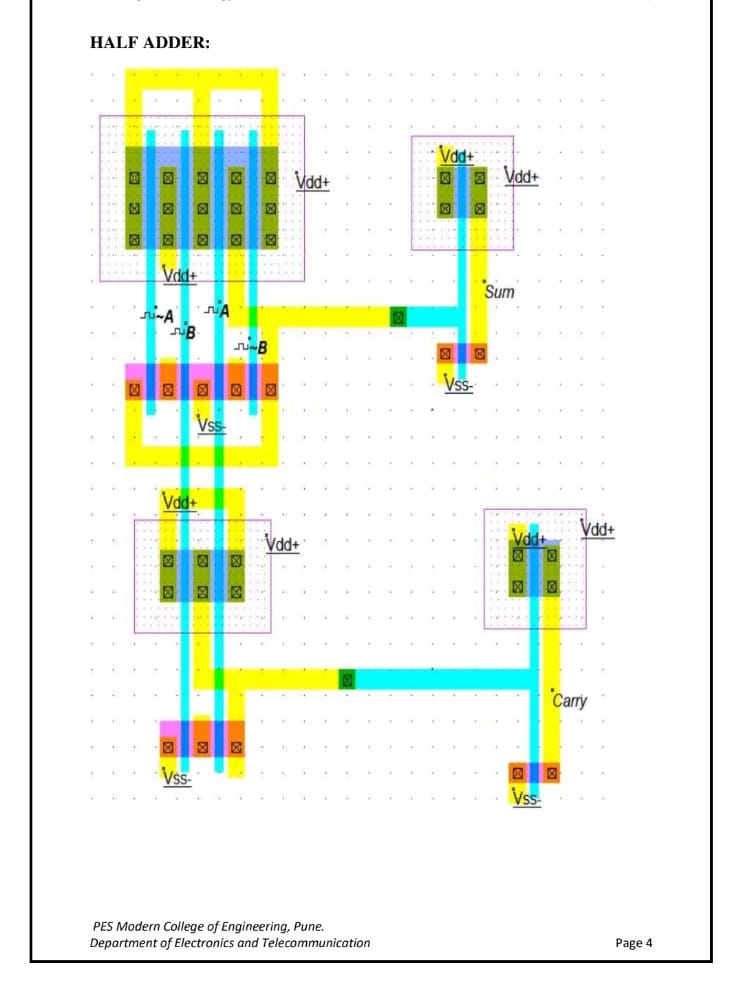 HALF ADDER:
Vdd+
Vdd+
Vdd+
Vdd+
Sum
~A
A
B
~B
Vss-
Vss-
Vdd+
Vdd+
Vdd+
Vdd+
Carry
Vss-
Vss-
PES Modern College of Engineering, Pune.
Department of Electronics and Telecommunication
Page 4